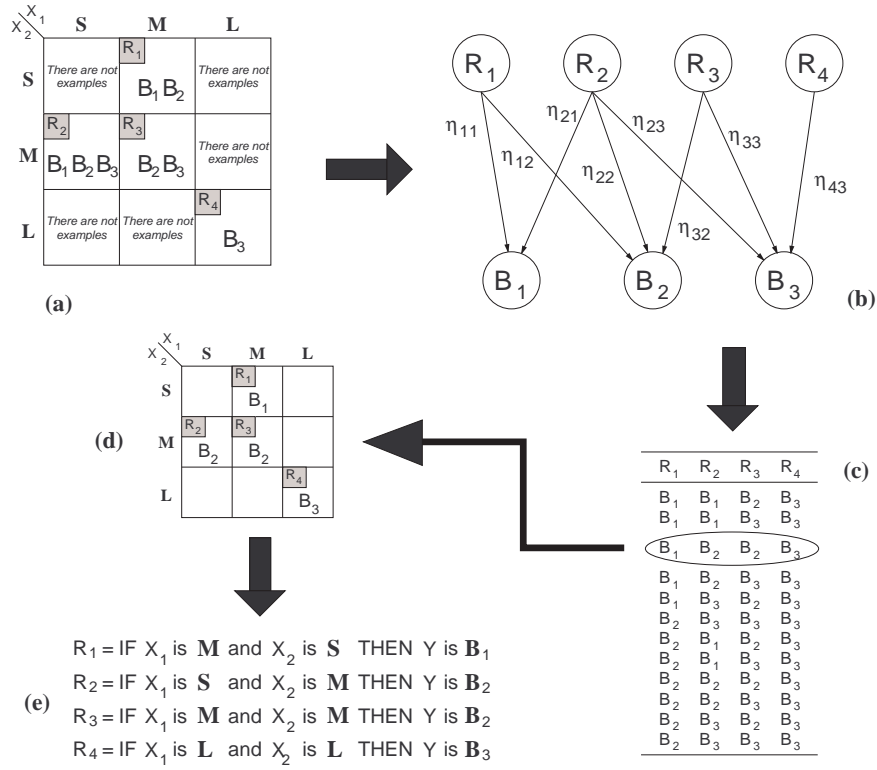 X₂ X₁ S M L
S There are not examples R₁ B₁ B₂ There are not examples
M R₂ B₁ B₂ B₃ R₃ B₂ B₃ There are not examples
L There are not examples There are not examples R₄ B₃
(a)
R₁ R₂ R₃ R₄
η₁₁ η₁₂ η₂₁ η₂₂ η₂₃ η₃₂ η₃₃ η₄₃
B₁ B₂ B₃
(b)
R₁ R₂ R₃ R₄
B₁ B₁ B₂ B₃
B₁ B₁ B₃ B₃
B₁ B₂ B₂ B₃
B₁ B₂ B₃ B₃
B₁ B₃ B₂ B₃
B₂ B₃ B₃ B₃
B₂ B₁ B₂ B₃
B₂ B₁ B₃ B₃
B₂ B₂ B₂ B₃
B₂ B₂ B₃ B₃
B₂ B₃ B₂ B₃
B₂ B₃ B₃ B₃
(c)
X₂ X₁ S M L
S R₁ B₁
M R₂ B₂ R₃ B₂
L R₄ B₃
(d)
R₁ = IF X₁ is M and X₂ is S THEN Y is B₁
R₂ = IF X₁ is S and X₂ is M THEN Y is B₂
R₃ = IF X₁ is M and X₂ is M THEN Y is B₂
R₄ = IF X₁ is L and X₂ is L THEN Y is B₃
(e)